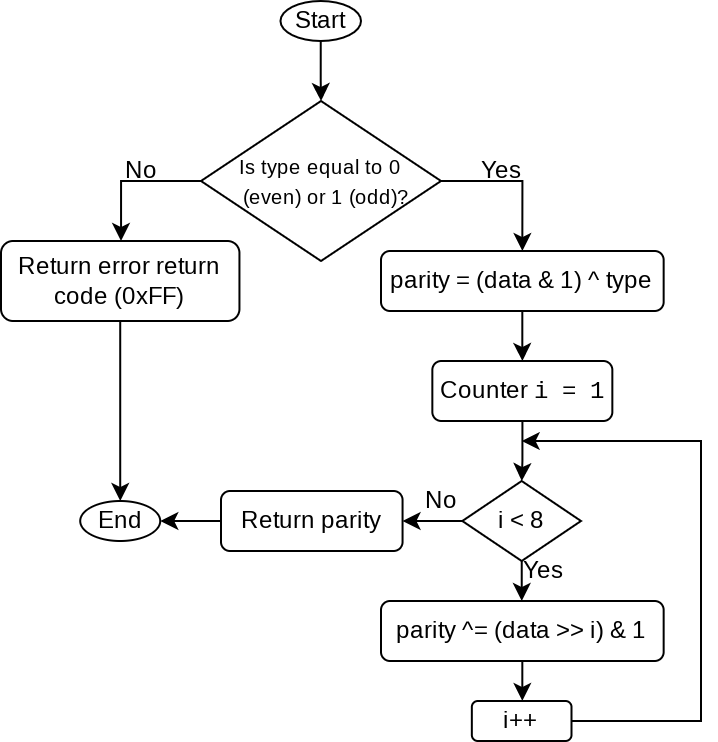 Start
Is type equal to 0
(even) or 1 (odd)?
No
Yes
Return error return
code (0xFF)
parity = (data & 1) ^ type
Counter i = 1
i < 8
No
Return parity
End
Yes
parity ^= (data >> i) & 1
i++